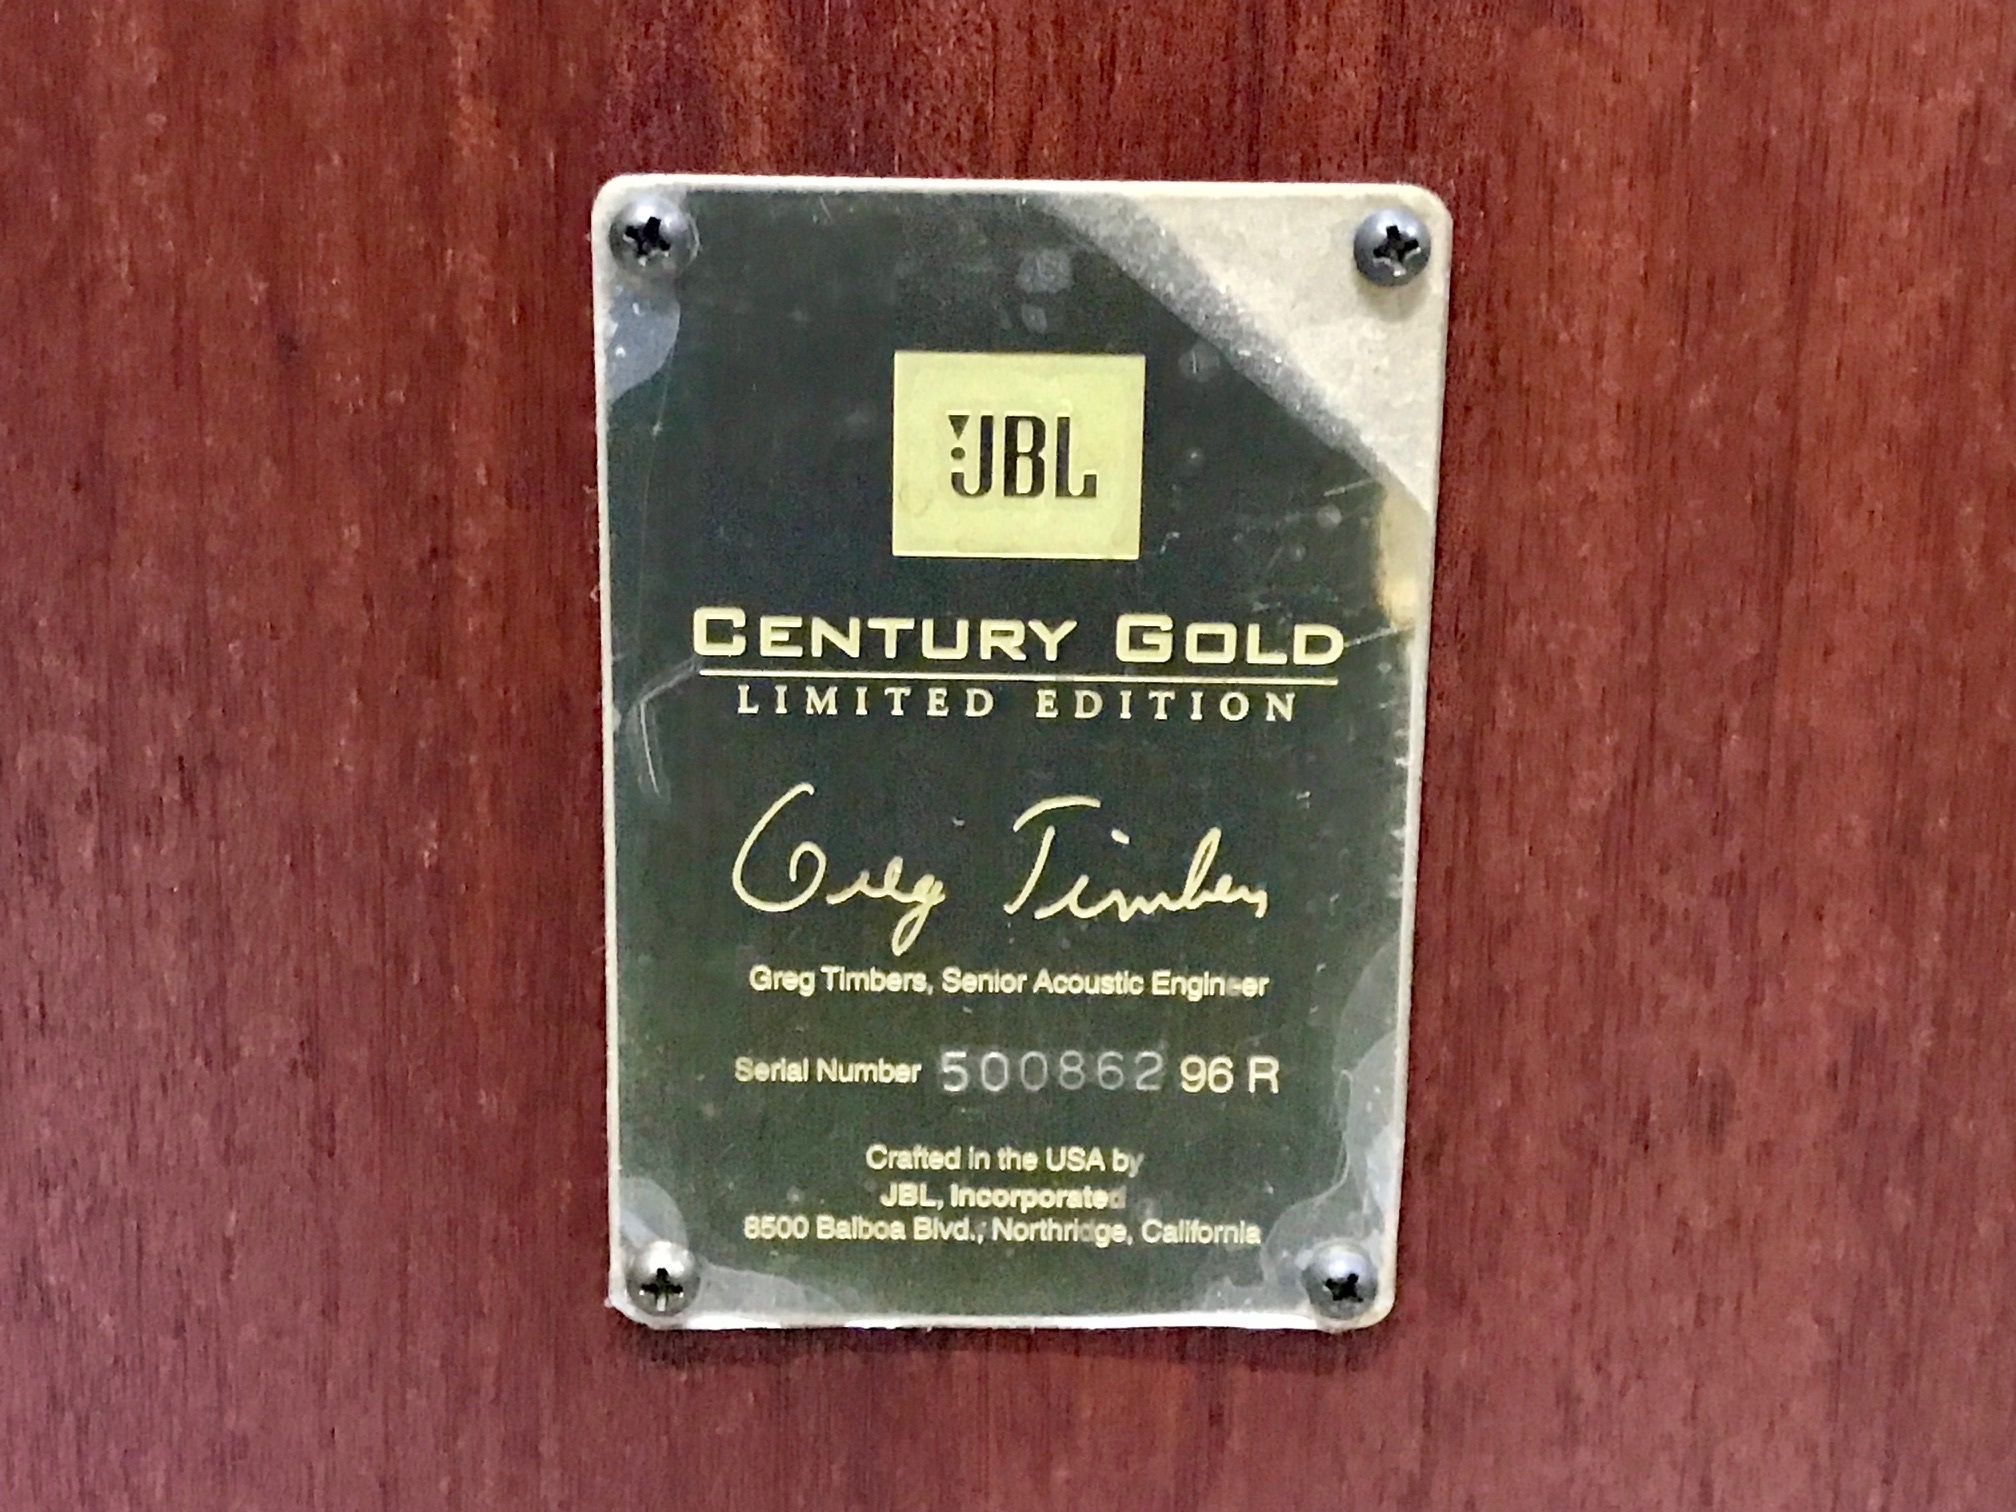 JBL
CENTURY GOLD
LIMITED EDITION
Greg Timbers
Greg Timbers, Senior Acoustic Engineer
Serial Number 500862 96 R
Crafted in the USA by
JBL, Incorporated
8500 Balboa Blvd., Northridge, California